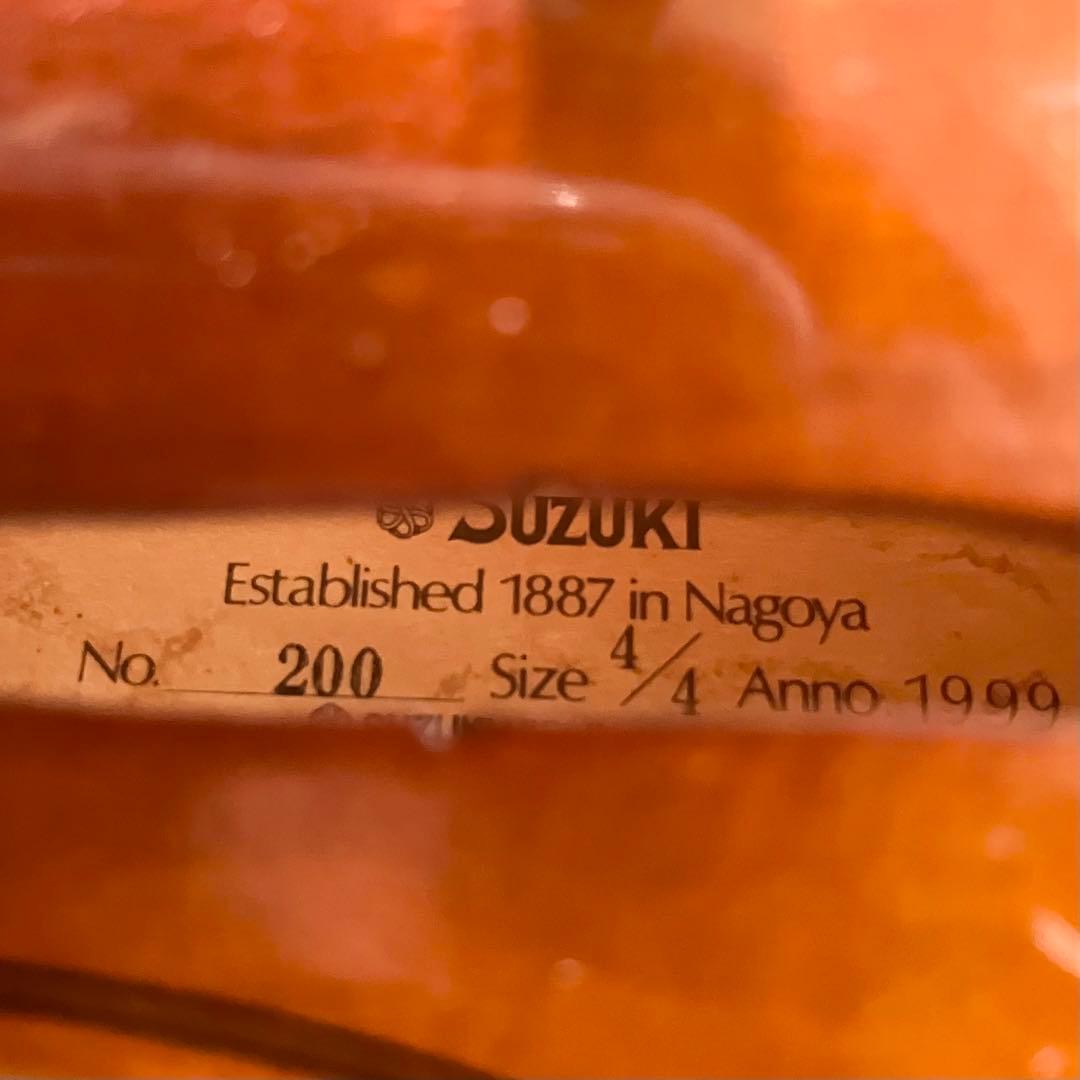 SUZUKI
Established 1887 in Nagoya
No. 200 Size 4/4 Anno 1999